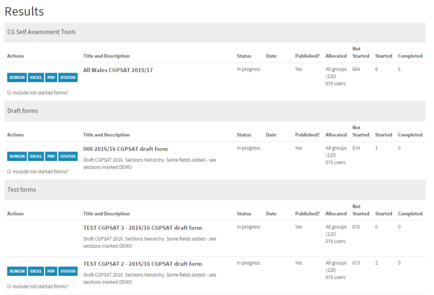 Results
CG Self Assessment Tools
Actions Title and Description Status Date Published? Allocated Not Started Started Completed
SCREEN EXCEL PDF STATUS All Wales CGPSAT 2015/17 In progress Yes All groups 664 6 5
(120)
675 users
Include not started forms?
Draft forms
Actions Title and Description Status Date Published? Allocated Not Started Started Completed
SCREEN EXCEL PDF STATUS 000 2015/16 CGPSAT draft form In progress Yes All groups 674 1 0
(120)
Draft CGPSAT 2016. Sections hierarchy. Some fields added - see
675 users
sections marked DEMO
Include not started forms?
Test forms
Actions Title and Description Status Date Published? Allocated Not Started Started Completed
TEST CGPSAT 3 - 2015/16 CGPSAT draft form In progress Yes All groups 675 0 0
(120)
Draft CGPSAT 2016. Sections hierarchy. Some fields added - see
675 users
sections marked DEMO
SCREEN EXCEL PDF STATUS TEST CGPSAT 2 - 2015/16 CGPSAT draft form In progress Yes All groups 673 2 0
(120)
Draft CGPSAT 2016. Sections hierarchy. Some fields added - see
675 users
sections marked DEMO
Include not started forms?